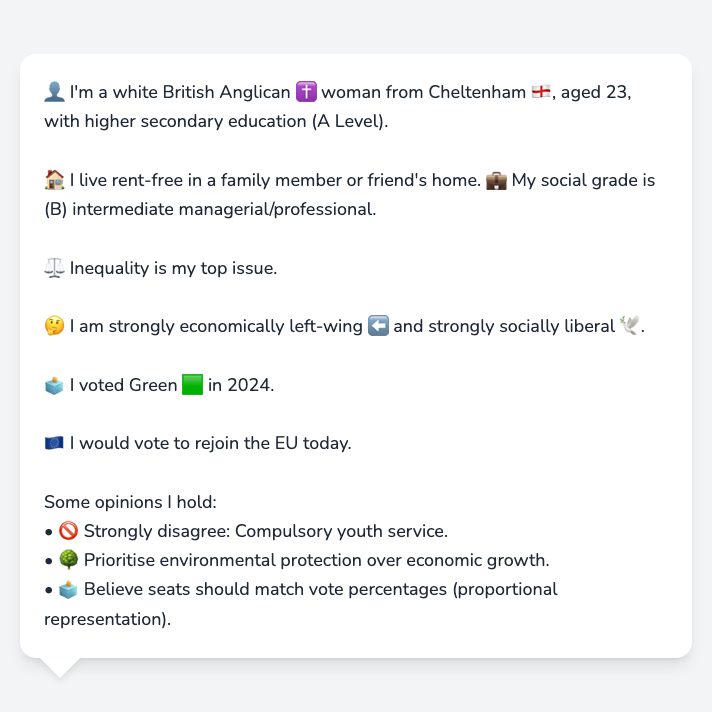 👤 I'm a white British Anglican ✝️ woman from Cheltenham 🏴󠁧󠁢󠁥󠁮󠁧󠁿, aged 23,
with higher secondary education (A Level).
🏠 I live rent-free in a family member or friend's home. 💼 My social grade is
(B) intermediate managerial/professional.
⚖️ Inequality is my top issue.
🤔 I am strongly economically left-wing ⬅️ and strongly socially liberal 🕊️.
🗳️ I voted Green 🟩 in 2024.
🇪🇺 I would vote to rejoin the EU today.
Some opinions I hold:
• 🚫 Strongly disagree: Compulsory youth service.
• 🌳 Prioritise environmental protection over economic growth.
• 🗳️ Believe seats should match vote percentages (proportional
representation).